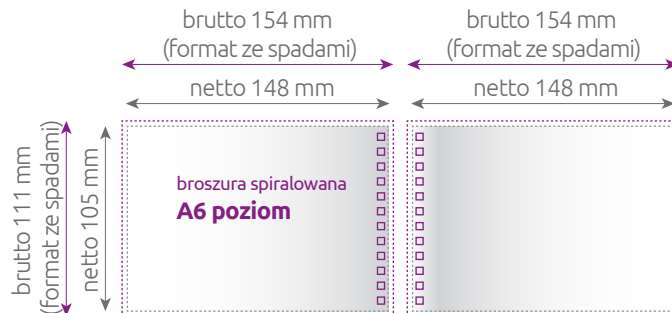 brutto 154 mm
(format ze spadami)
netto 148 mm
brutto 154 mm
(format ze spadami)
netto 148 mm
brutto 111 mm
(format ze spadami)
netto 105 mm
broszura spiralowana
A6 poziom